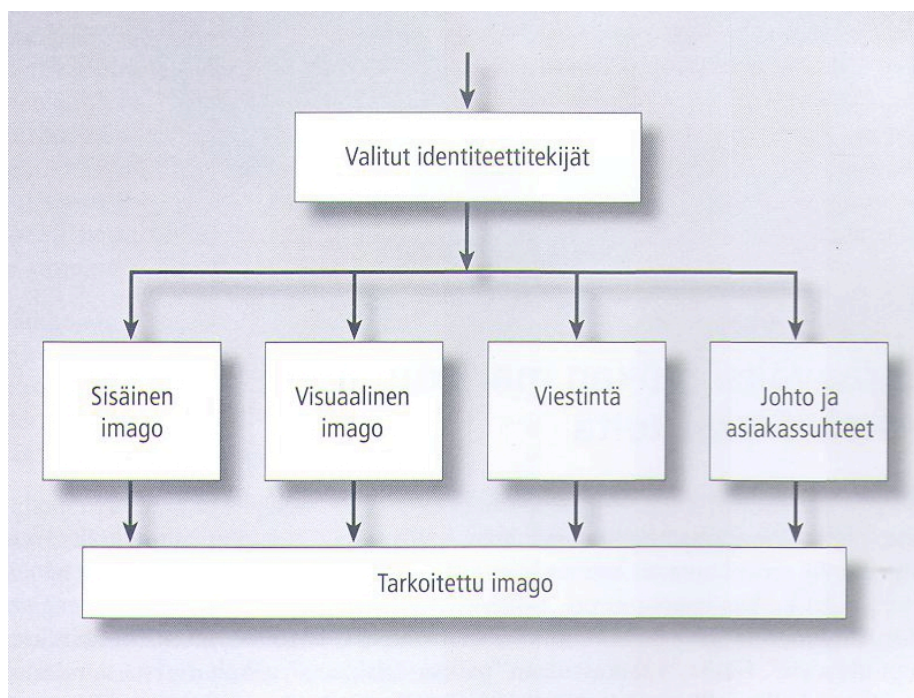 Valitut identiteettitekijät
Sisäinen
imago
Visuaalinen
imago
Viestintä
Johto ja
asiakassuhteet
Tarkoitettu imago